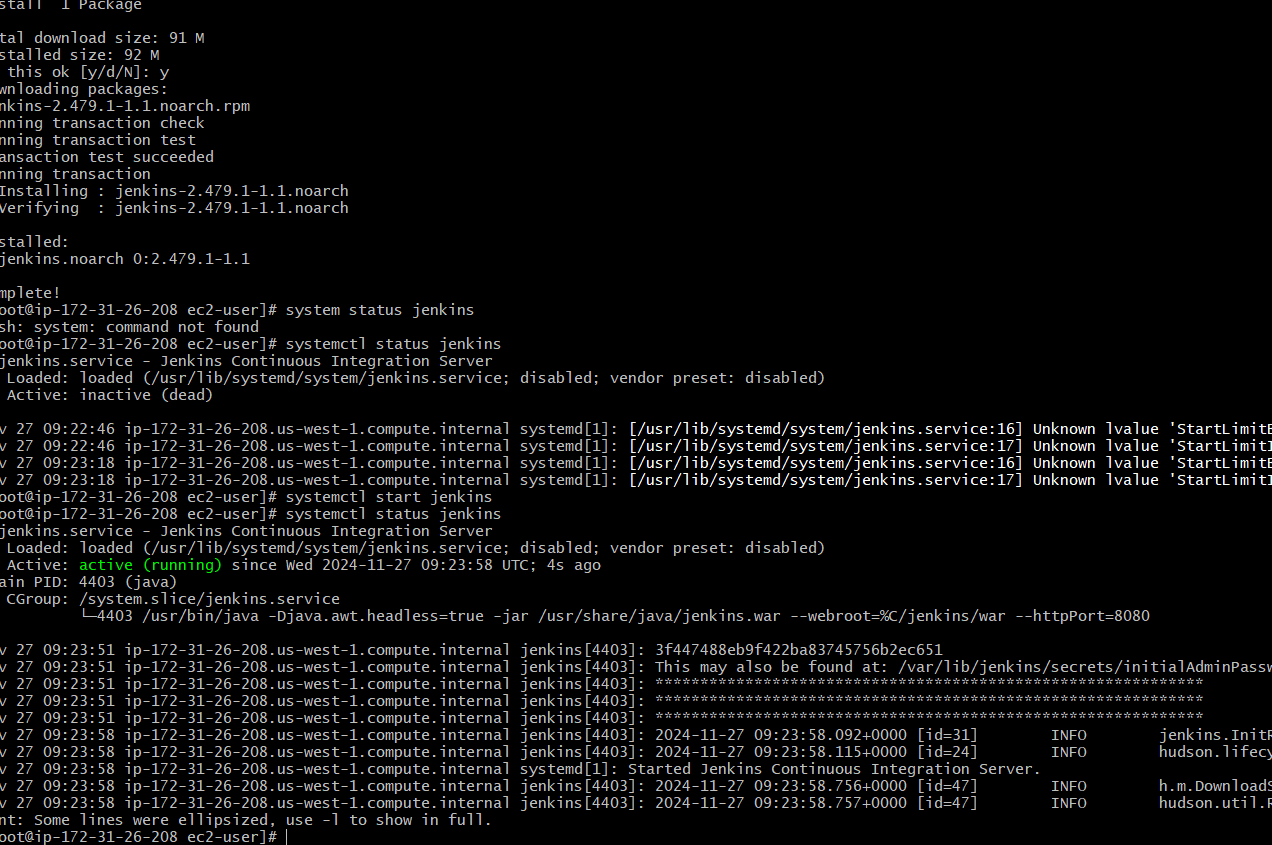 stall  1 Package
tal download size: 91 M
stalled size: 92 M
 this ok [y/d/N]: y
wnloading packages:
nkins-2.479.1-1.1.noarch.rpm
nning transaction check
nning transaction test
ansaction test succeeded
nning transaction
Installing : jenkins-2.479.1-1.1.noarch
Verifying  : jenkins-2.479.1-1.1.noarch
stalled:
jenkins.noarch 0:2.479.1-1.1
mplete!
oot@ip-172-31-26-208 ec2-user]# system status jenkins
sh: system: command not found
oot@ip-172-31-26-208 ec2-user]# systemctl status jenkins
jenkins.service - Jenkins Continuous Integration Server
Loaded: loaded (/usr/lib/systemd/system/jenkins.service; disabled; vendor preset: disabled)
Active: inactive (dead)
v 27 09:22:46 ip-172-31-26-208.us-west-1.compute.internal systemd[1]: [/usr/lib/systemd/system/jenkins.service:16] Unknown lvalue 'StartLimitB
v 27 09:22:46 ip-172-31-26-208.us-west-1.compute.internal systemd[1]: [/usr/lib/systemd/system/jenkins.service:17] Unknown lvalue 'StartLimitI
v 27 09:23:18 ip-172-31-26-208.us-west-1.compute.internal systemd[1]: [/usr/lib/systemd/system/jenkins.service:16] Unknown lvalue 'StartLimitB
v 27 09:23:18 ip-172-31-26-208.us-west-1.compute.internal systemd[1]: [/usr/lib/systemd/system/jenkins.service:17] Unknown lvalue 'StartLimitI
oot@ip-172-31-26-208 ec2-user]# systemctl start jenkins
oot@ip-172-31-26-208 ec2-user]# systemctl status jenkins
jenkins.service - Jenkins Continuous Integration Server
Loaded: loaded (/usr/lib/systemd/system/jenkins.service; disabled; vendor preset: disabled)
Active: active (running) since Wed 2024-11-27 09:23:58 UTC; 4s ago
ain PID: 4403 (java)
CGroup: /system.slice/jenkins.service
└─4403 /usr/bin/java -Djava.awt.headless=true -jar /usr/share/java/jenkins.war --webroot=%C/jenkins/war --httpPort=8080
v 27 09:23:51 ip-172-31-26-208.us-west-1.compute.internal jenkins[4403]: 3f447488eb9f422ba83745756b2ec651
v 27 09:23:51 ip-172-31-26-208.us-west-1.compute.internal jenkins[4403]: This may also be found at: /var/lib/jenkins/secrets/initialAdminPassw
v 27 09:23:51 ip-172-31-26-208.us-west-1.compute.internal jenkins[4403]: *************************************************************
v 27 09:23:51 ip-172-31-26-208.us-west-1.compute.internal jenkins[4403]: *************************************************************
v 27 09:23:51 ip-172-31-26-208.us-west-1.compute.internal jenkins[4403]: *************************************************************
v 27 09:23:58 ip-172-31-26-208.us-west-1.compute.internal jenkins[4403]: 2024-11-27 09:23:58.092+0000 [id=31]        INFO        jenkins.InitR
v 27 09:23:58 ip-172-31-26-208.us-west-1.compute.internal jenkins[4403]: 2024-11-27 09:23:58.115+0000 [id=24]        INFO        hudson.lifecy
v 27 09:23:58 ip-172-31-26-208.us-west-1.compute.internal systemd[1]: Started Jenkins Continuous Integration Server.
v 27 09:23:58 ip-172-31-26-208.us-west-1.compute.internal jenkins[4403]: 2024-11-27 09:23:58.756+0000 [id=47]        INFO        h.m.DownloadS
v 27 09:23:58 ip-172-31-26-208.us-west-1.compute.internal jenkins[4403]: 2024-11-27 09:23:58.757+0000 [id=47]        INFO        hudson.util.R
nt: Some lines were ellipsized, use -l to show in full.
oot@ip-172-31-26-208 ec2-user]#